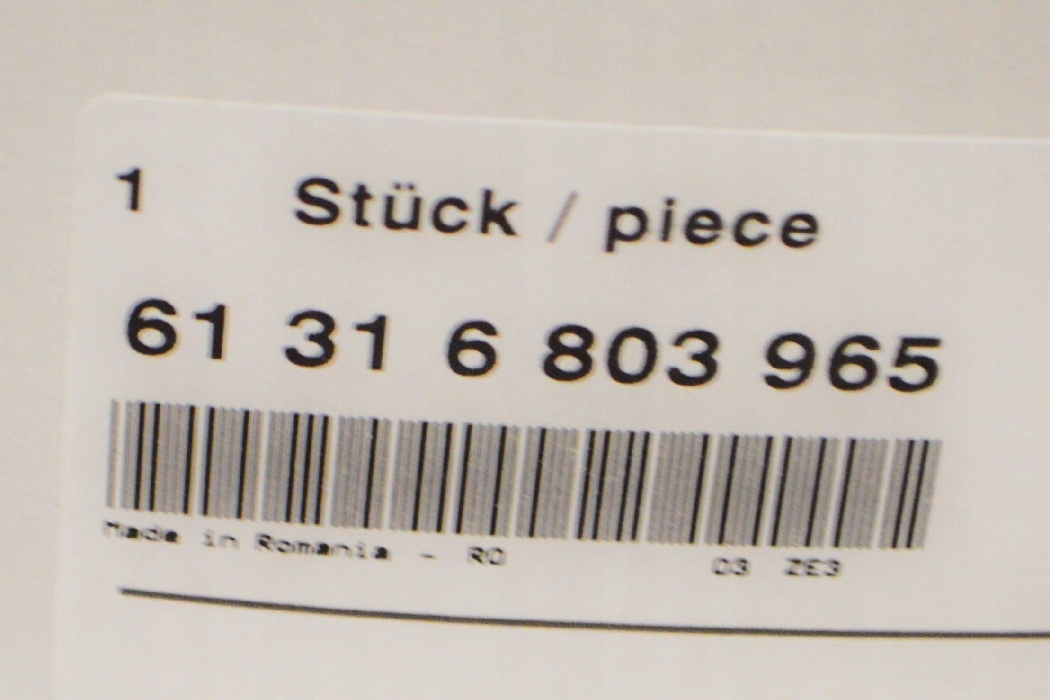 1 Stück / piece
61 31 6 803 965
Made in Romania - RO 03 ZE3